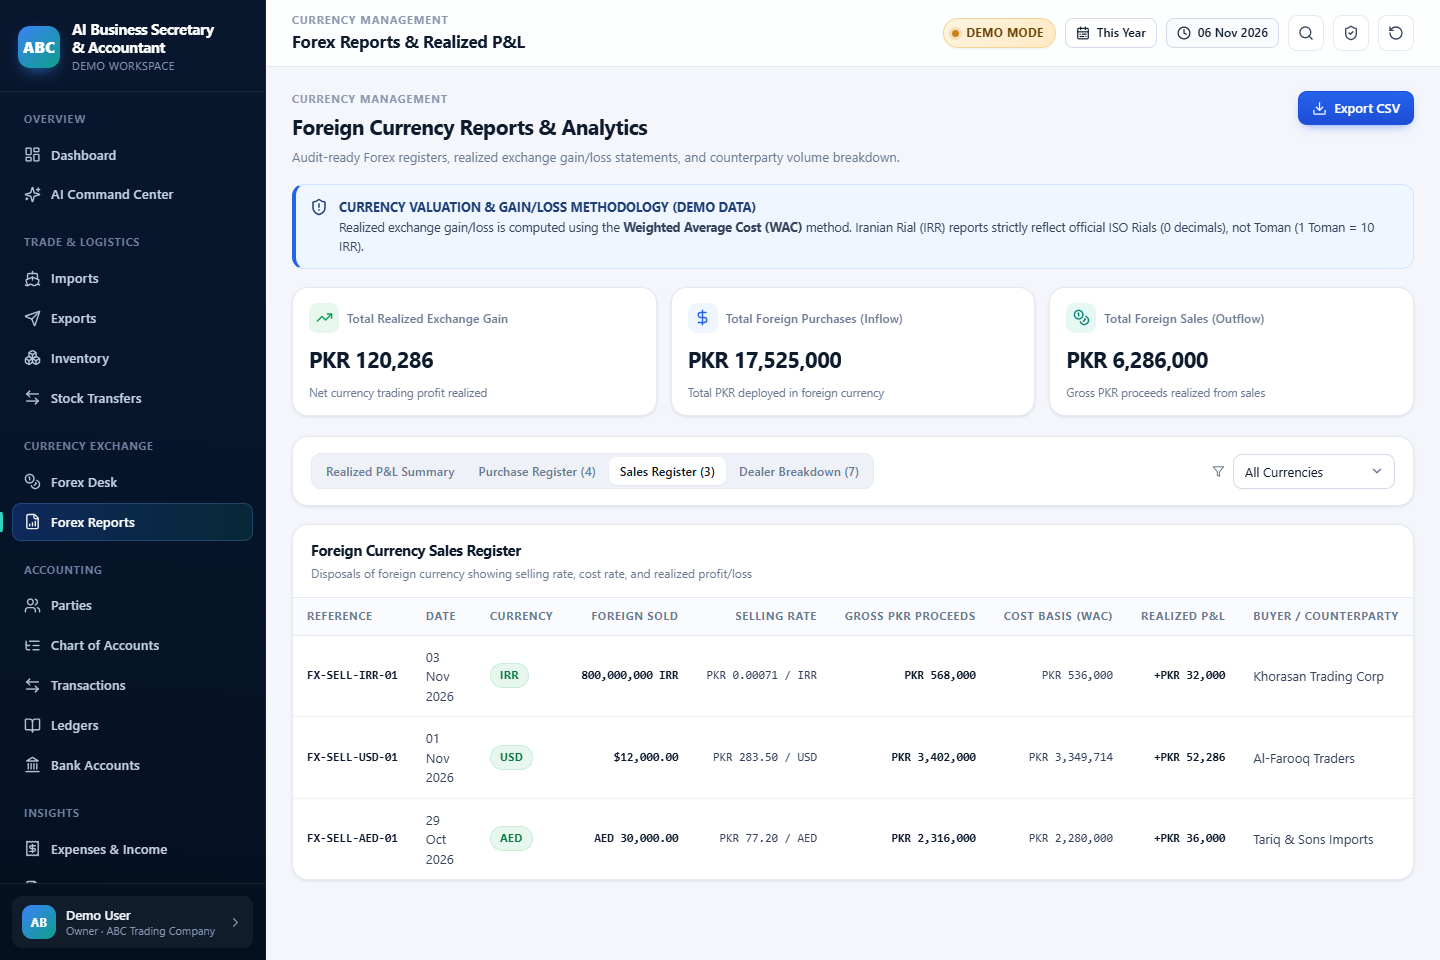 ABC
AI Business Secretary
& Accountant
DEMO WORKSPACE
OVERVIEW
Dashboard
AI Command Center
TRADE & LOGISTICS
Imports
Exports
Inventory
Stock Transfers
CURRENCY EXCHANGE
Forex Desk
Forex Reports
ACCOUNTING
Parties
Chart of Accounts
Transactions
Ledgers
Bank Accounts
INSIGHTS
Expenses & Income
AB
Demo User
Owner · ABC Trading Company
CURRENCY MANAGEMENT
Forex Reports & Realized P&L
DEMO MODE
This Year
06 Nov 2026
CURRENCY MANAGEMENT
Foreign Currency Reports & Analytics
Audit-ready Forex registers, realized exchange gain/loss statements, and counterparty volume breakdown.
Export CSV
CURRENCY VALUATION & GAIN/LOSS METHODOLOGY (DEMO DATA)
Realized exchange gain/loss is computed using the Weighted Average Cost (WAC) method. Iranian Rial (IRR) reports strictly reflect official ISO Rials (0 decimals), not Toman (1 Toman = 10
IRR).
Total Realized Exchange Gain
PKR 120,286
Net currency trading profit realized
Total Foreign Purchases (Inflow)
PKR 17,525,000
Total PKR deployed in foreign currency
Total Foreign Sales (Outflow)
PKR 6,286,000
Gross PKR proceeds realized from sales
Realized P&L Summary
Purchase Register (4)
Sales Register (3)
Dealer Breakdown (7)
All Currencies
Foreign Currency Sales Register
Disposals of foreign currency showing selling rate, cost rate, and realized profit/loss
REFERENCE DATE CURRENCY FOREIGN SOLD SELLING RATE GROSS PKR PROCEEDS COST BASIS (WAC) REALIZED P&L BUYER / COUNTERPARTY
FX-SELL-IRR-01 03 Nov 2026 IRR 800,000,000 IRR PKR 0.00071 / IRR PKR 568,000 PKR 536,000 +PKR 32,000 Khorasan Trading Corp
FX-SELL-USD-01 01 Nov 2026 USD $12,000.00 PKR 283.50 / USD PKR 3,402,000 PKR 3,349,714 +PKR 52,286 Al-Farooq Traders
FX-SELL-AED-01 29 Oct 2026 AED AED 30,000.00 PKR 77.20 / AED PKR 2,316,000 PKR 2,280,000 +PKR 36,000 Tariq & Sons Imports